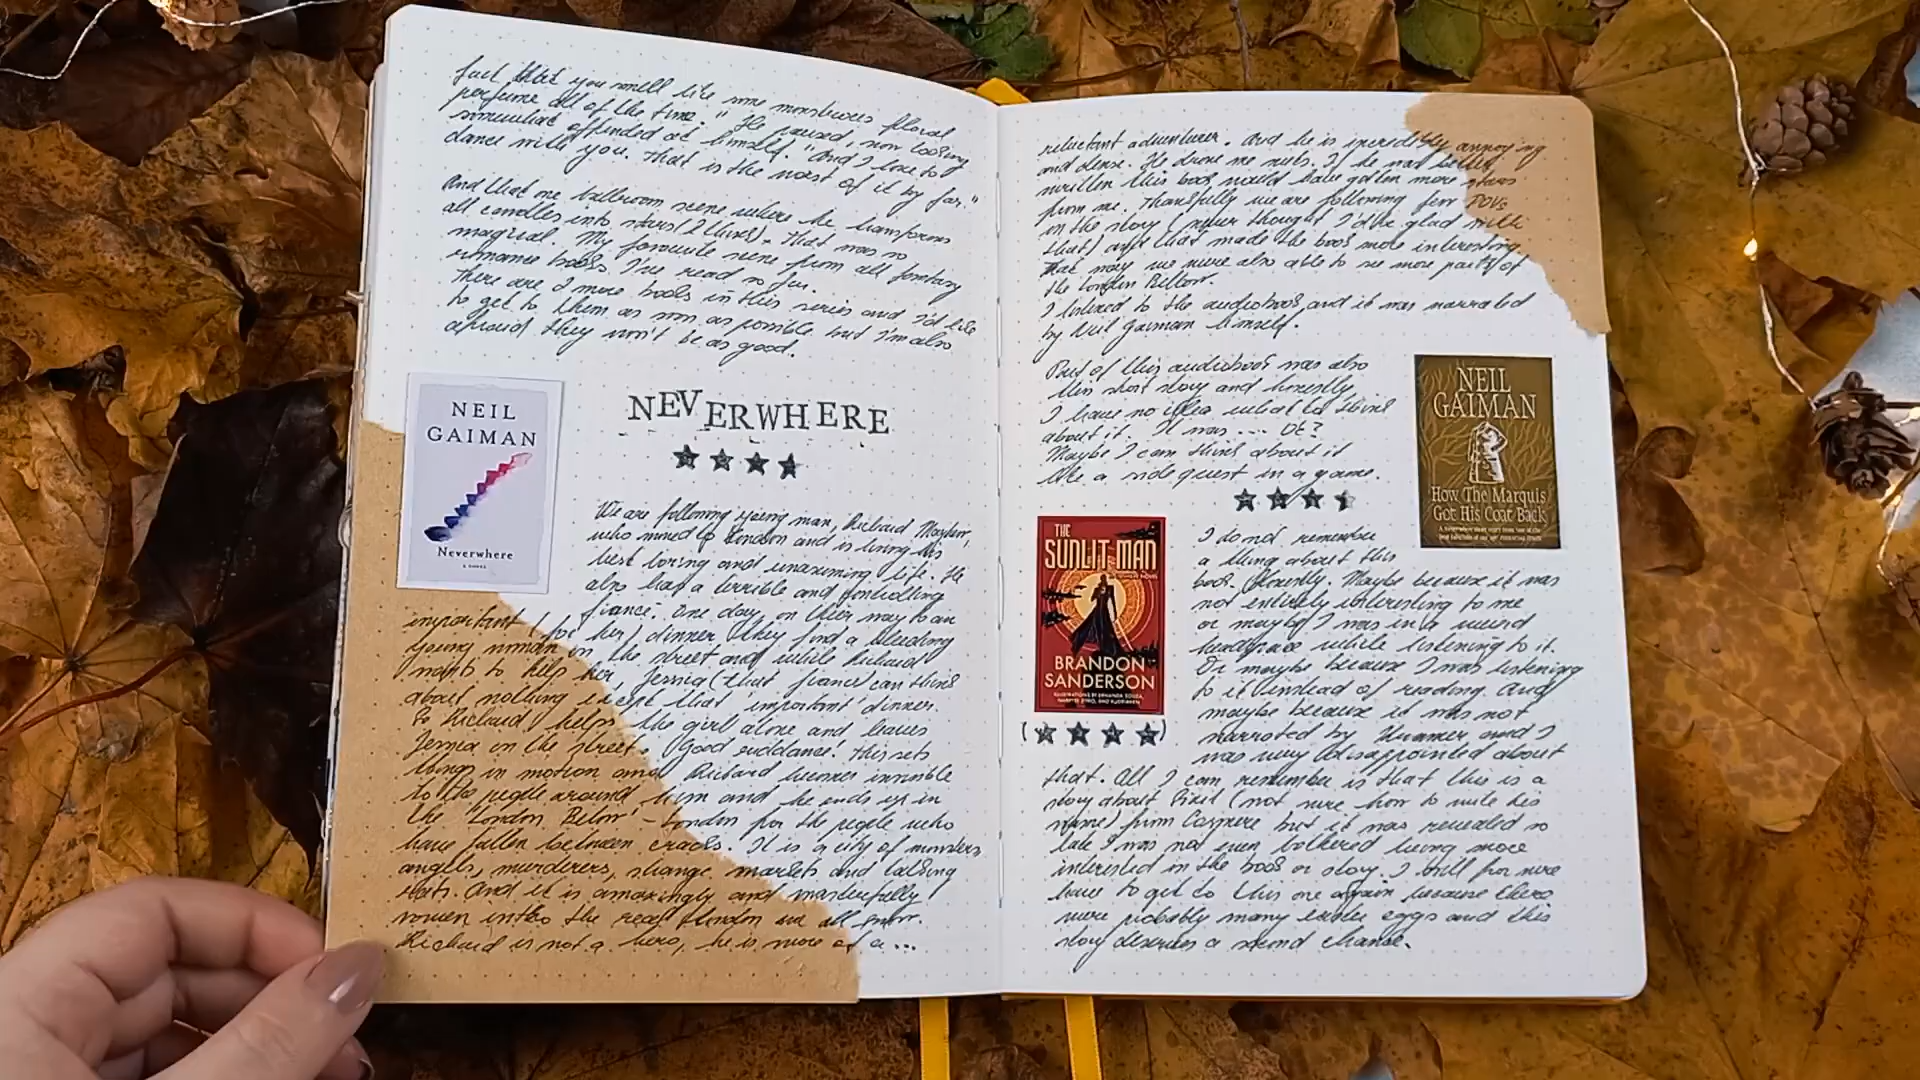 fact that you smell like some monstrous floral
perfume all of the time." He paused, now looking
somewhat offended at himself. "And I love to
dance with you. That is the worst of it by far."
And that one ballroom scene where he transforms
all candles into stars (2 lines). That was so
magical. My favourite scene from all fantasy
romance books I've read so far.
There are 2 more books in this series and I'd like
to get to them as soon as possible but I'm also
afraid they won't be as good.
NEIL
GAIMAN
Neverwhere
A NOVEL
NEVERWHERE
We are following young man, Richard Mayhew,
who moved to London and is living his
best boring and unassuming life. He
also has a terrible and controlling
fiancé. One day, on their way to an
important (for her) dinner they find a bleeding
young woman in the street and while Richard
wants to help her, Jessica (that fiancé) can think
about nothing except that important dinner.
So Richard helps the girl alone and leaves
Jessica on the street. Good riddance! This sets
things in motion and Richard becomes invisible
to the people around him and he ends up in
the 'London Below' - London for the people who
have fallen between cracks. It is a city of monsters
angels, murderers, strange markets and talking
rats. And it is amazingly and masterfully
woven into the real London we all know.
Richard is not a hero, he is more of a ...
reluctant adventurer. And he is incredibly annoying
and dense. He drove me nuts. If he was better
written this book would have gotten more stars
from me. Thankfully we are following few POVs
in the story (never thought I'd be glad with
that) and that made the book more interesting
that way we were also able to see more parts of
the London Below.
I listened to the audiobook and it was narrated
by Neil Gaiman himself.
Part of this audiobook was also
this short story and honestly,
I have no idea what to think
about it. It was ... Ok?
Maybe I can think about it
like a side quest in a game.
NEIL
GAIMAN
How The Marquis
Got His Coat Back
THE
SUNLIT MAN
BRANDON
SANDERSON
I do not remember
a thing about this
book. Honestly. Maybe because it was
not entirely interesting to me
or maybe I was in a weird
headspace while listening to it.
Or maybe because I was listening
to it instead of reading. And
maybe because it was not
narrated by and I
was very disappointed about
that. All I can remember is that this is a
story about (not sure how to write his
name) from Cosmere but it was revealed so
late I was not even bothered being more
interested in the book or story. I will for sure
have to get to this one again because there
were probably many easter eggs and this
story deserves a second chance.